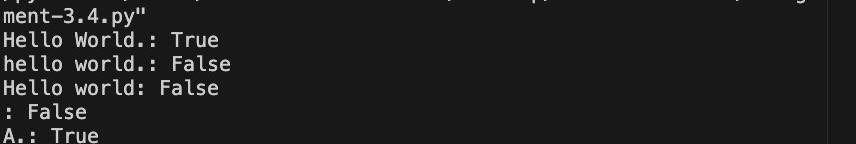 ment-3.4.py"
Hello World.: True
hello world.: False
Hello world: False
: False
A.: True